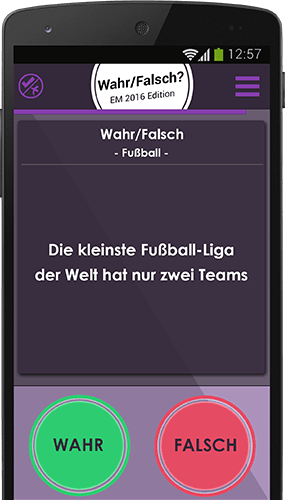 12:57
Wahr/Falsch?
EM 2016 Edition
Wahr/Falsch
- Fußball -
Die kleinste Fußball-Liga
der Welt hat nur zwei Teams
WAHR
FALSCH